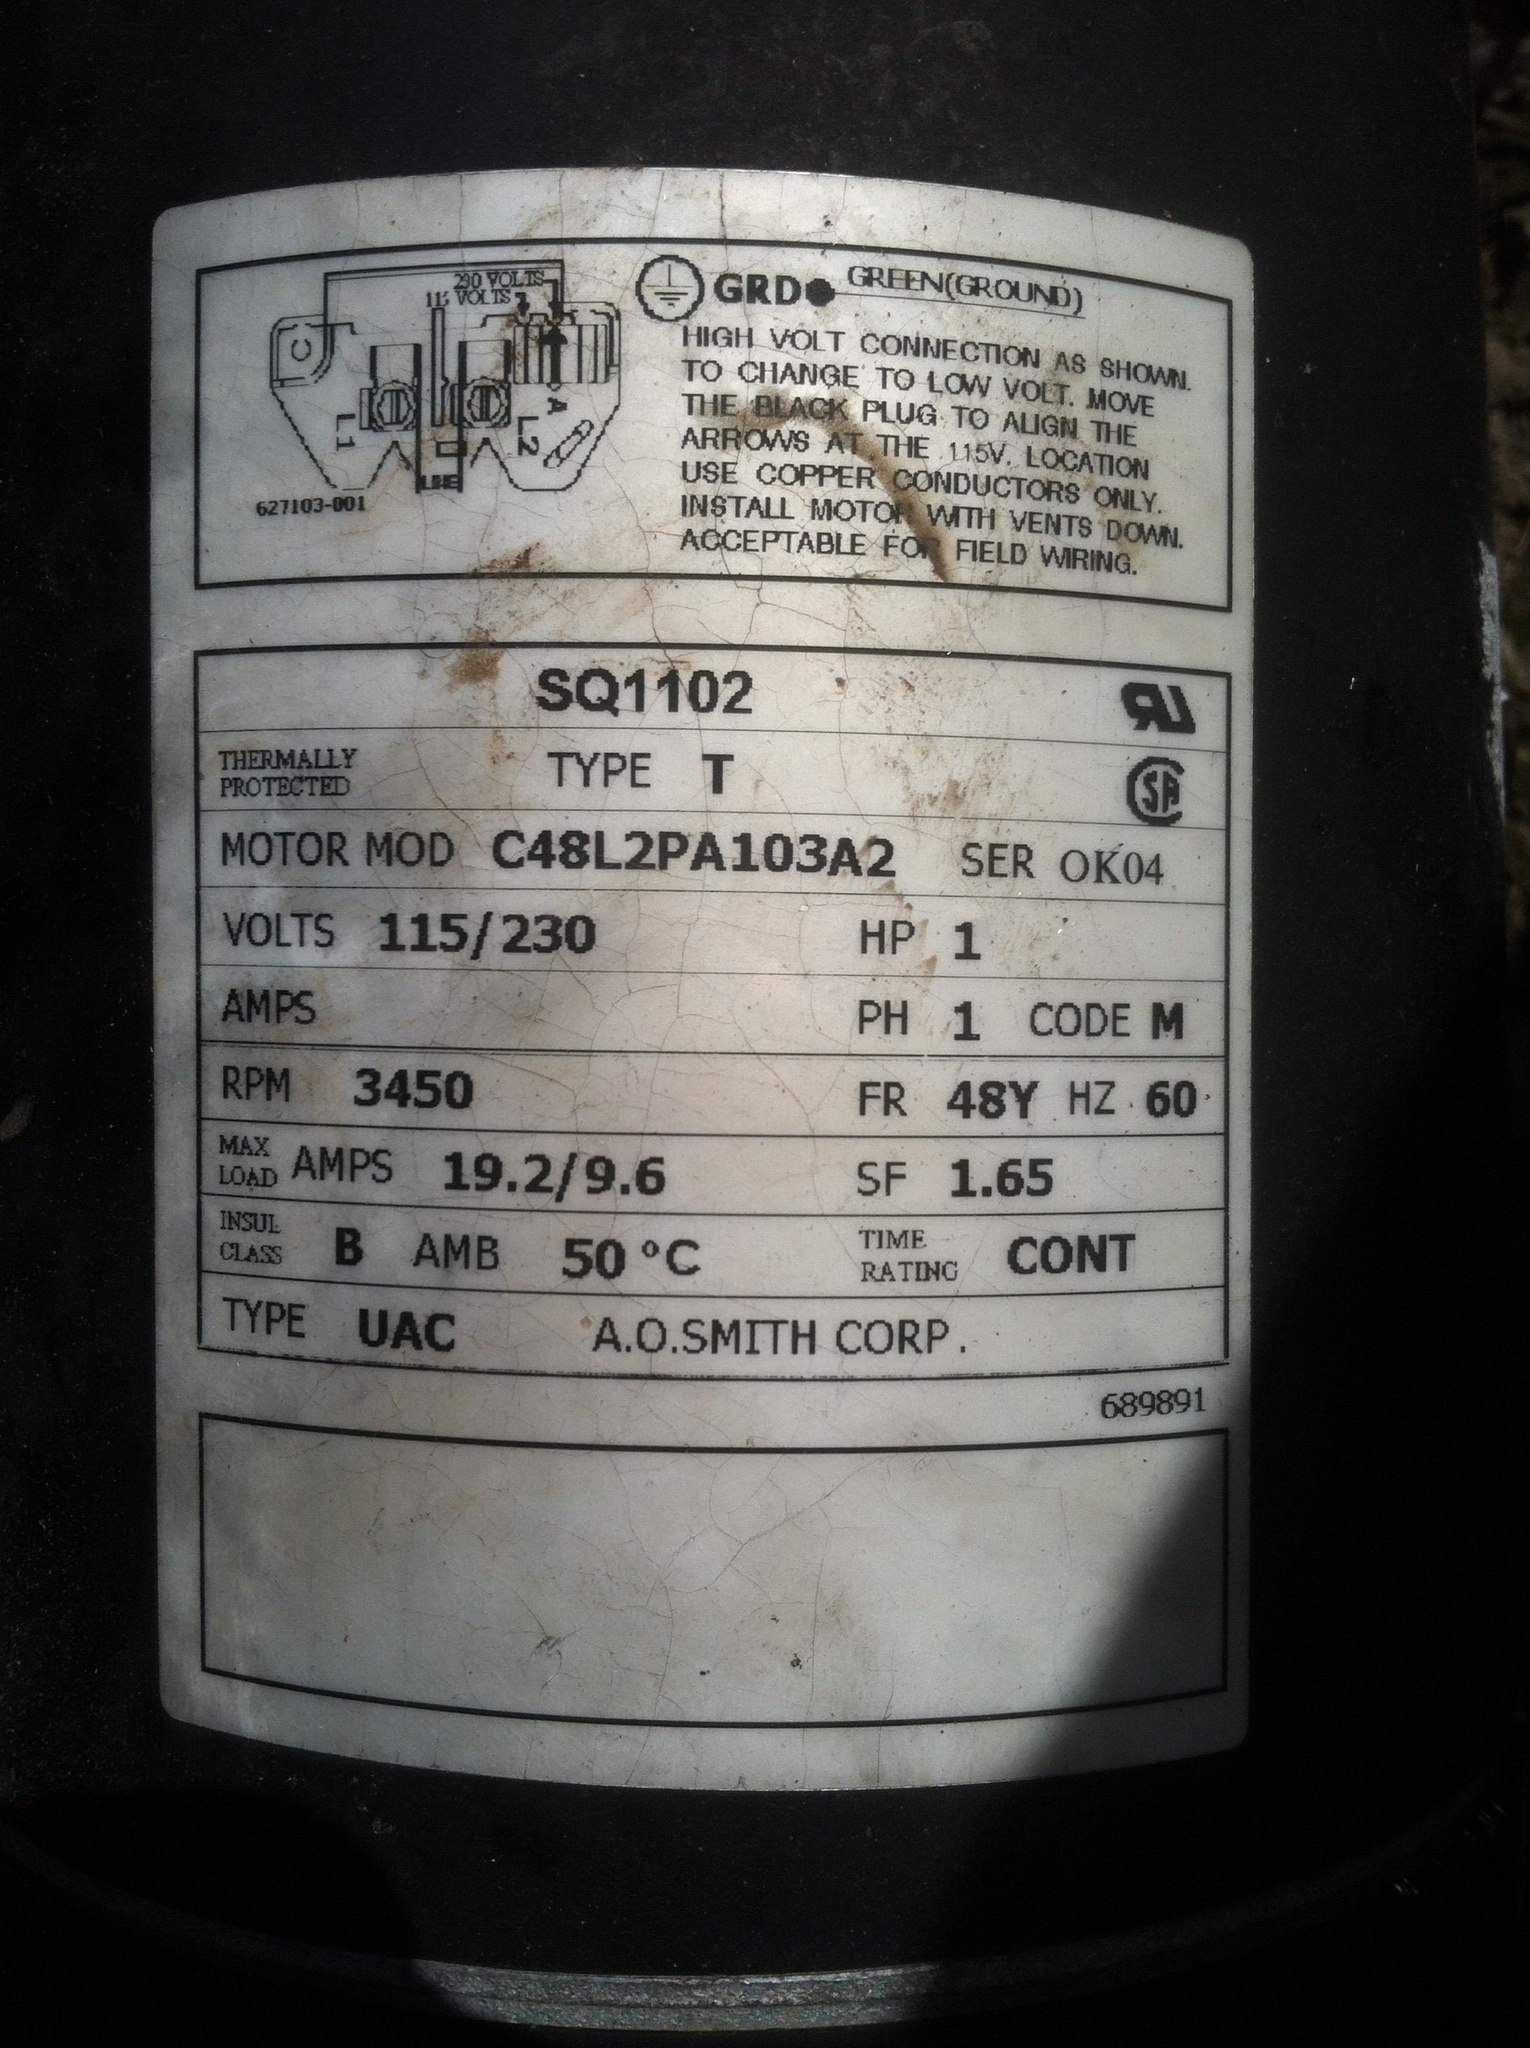 230 VOLTS
115 VOLTS
L1
L2
A
LINE
627103-001
GRD GREEN(GROUND)
HIGH VOLT CONNECTION AS SHOWN.
TO CHANGE TO LOW VOLT. MOVE
THE BLACK PLUG TO ALIGN THE
ARROWS AT THE 115V. LOCATION
USE COPPER CONDUCTORS ONLY.
INSTALL MOTOR WITH VENTS DOWN.
ACCEPTABLE FOR FIELD WIRING.
SQ1102
THERMALLY
PROTECTED
TYPE T
MOTOR MOD C48L2PA103A2 SER OK04
VOLTS 115/230 HP 1
AMPS PH 1 CODE M
RPM 3450 FR 48Y HZ 60
MAX
LOAD AMPS 19.2/9.6 SF 1.65
INSUL
CLASS B AMB 50 °C TIME
RATING CONT
TYPE UAC A.O.SMITH CORP.
689891